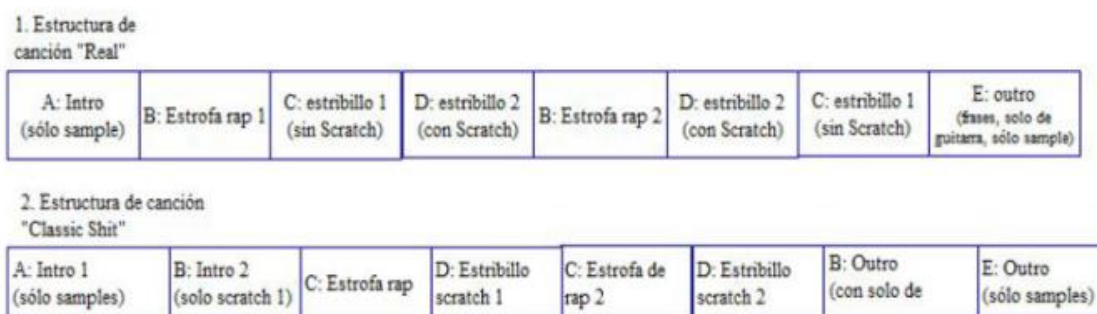 1. Estructura de
canción "Real"
A: Intro
(sólo sample)
B: Estrofa rap 1
C: estribillo 1
(sin Scratch)
D: estribillo 2
(con Scratch)
B: Estrofa rap 2
D: estribillo 2
(con Scratch)
C: estribillo 1
(sin Scratch)
E: outro
(frases, solo de
guitarra, sólo sample)
2. Estructura de canción
"Classic Shit"
A: Intro 1
(sólo samples)
B: Intro 2
(solo scratch 1)
C: Estrofa rap
D: Estribillo
scratch 1
C: Estrofa de
rap 2
D: Estribillo
scratch 2
B: Outro
(con solo de
E: Outro
(sólo samples)